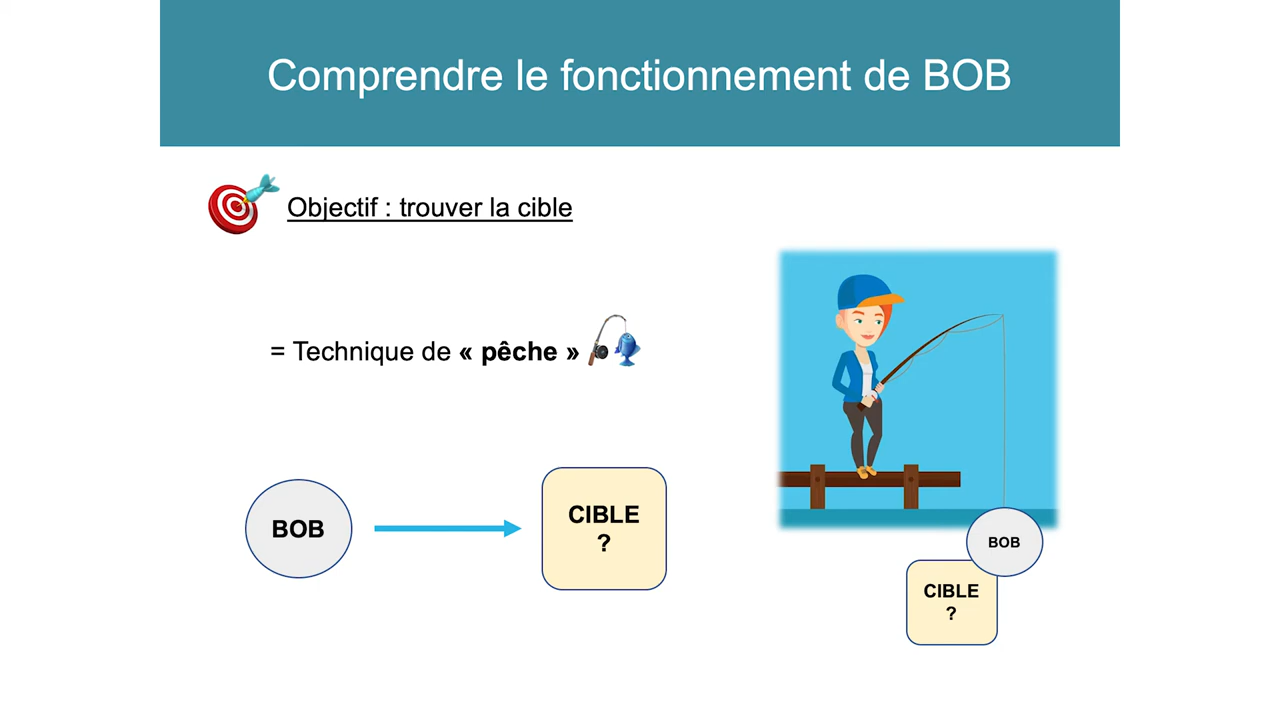 Comprendre le fonctionnement de BOB
Objectif : trouver la cible
= Technique de « pêche »
BOB
CIBLE
?
BOB
CIBLE
?